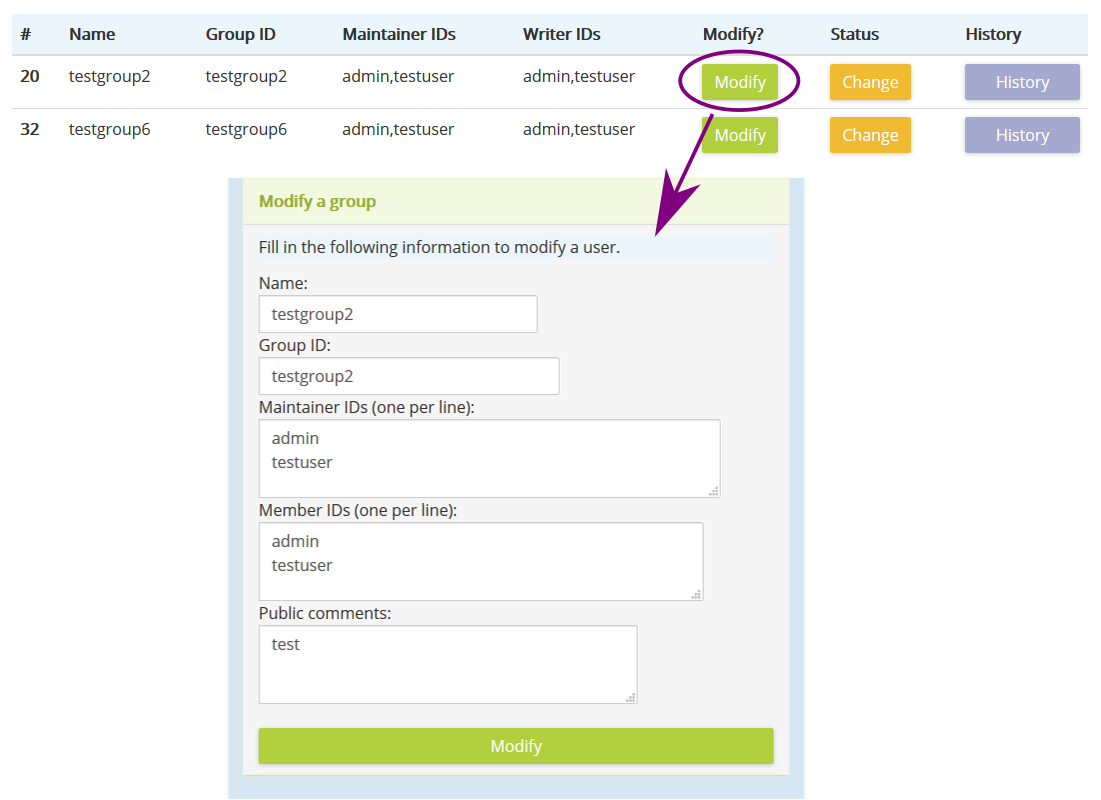 # Name Group ID Maintainer IDs Writer IDs Modify? Status History
20 testgroup2 testgroup2 admin,testuser admin,testuser Modify Change History
32 testgroup6 testgroup6 admin,testuser admin,testuser Modify Change History
Modify a group
Fill in the following information to modify a user.
Name:
testgroup2
Group ID:
testgroup2
Maintainer IDs (one per line):
admin
testuser
Member IDs (one per line):
admin
testuser
Public comments:
test
Modify